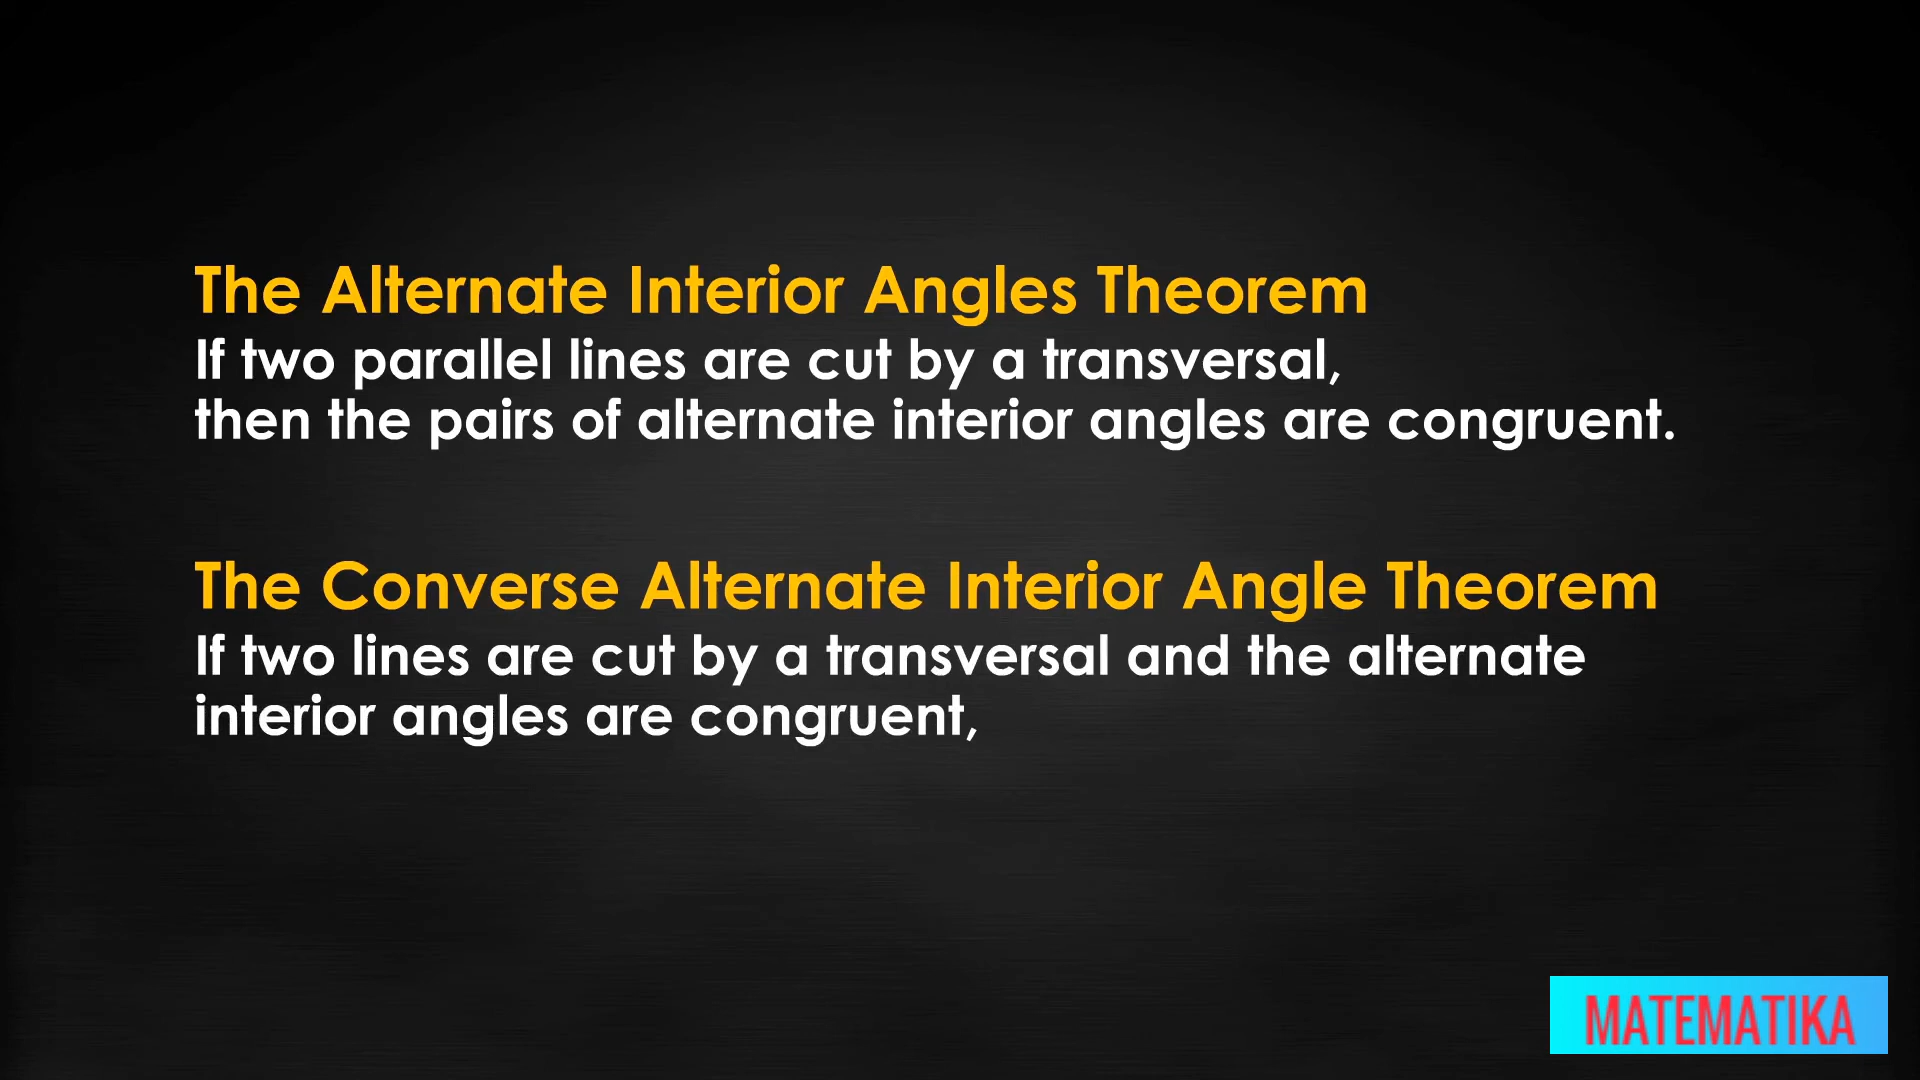 The Alternate Interior Angles Theorem
If two parallel lines are cut by a transversal,
then the pairs of alternate interior angles are congruent.
The Converse Alternate Interior Angle Theorem
If two lines are cut by a transversal and the alternate
interior angles are congruent,
MATEMATIKA